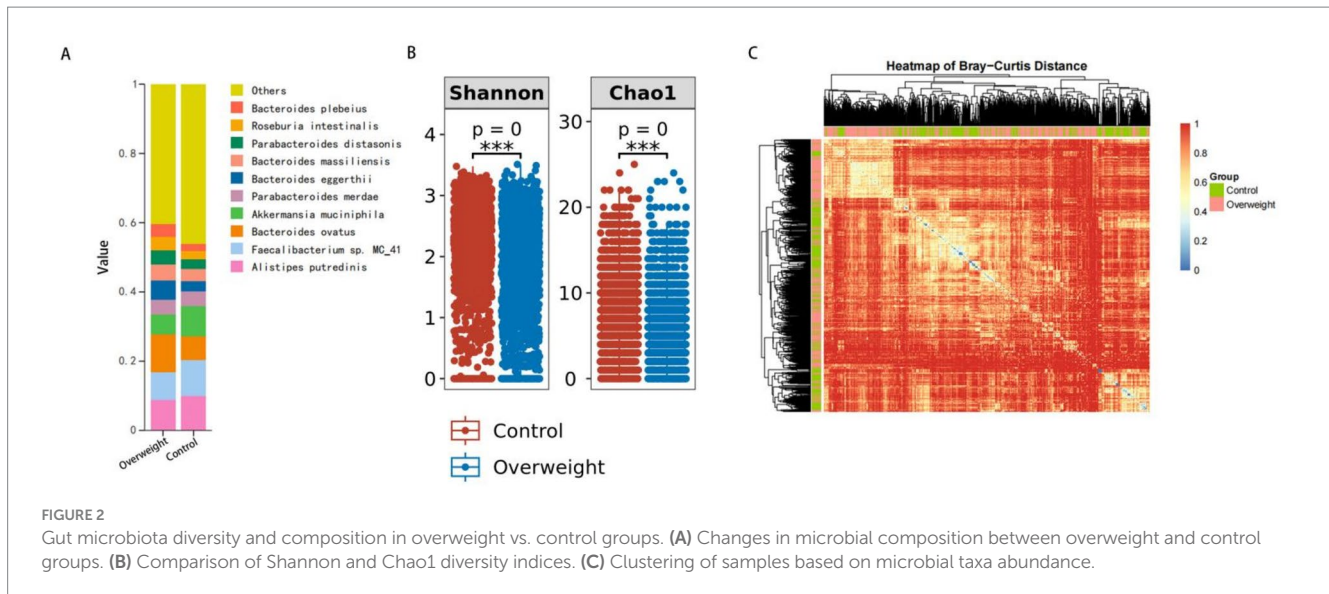 A
Value
1
0.8
0.6
0.4
0.2
0
Overweight
Control
Others
Bacteroides plebeius
Roseburia intestinalis
Parabacteroides distasonis
Bacteroides massiliensis
Bacteroides eggerthii
Parabacteroides merdae
Akkermansia muciniphila
Bacteroides ovatus
Faecalibacterium sp. MC_41
Alistipes putredinis
B
Shannon
p = 0
***
4
3
2
1
0
Chao1
p = 0
***
30
20
10
0
Control
Overweight
C
Heatmap of Bray-Curtis Distance
1
0.8
0.6
0.4
0.2
0
Group
Control
Overweight
FIGURE 2
Gut microbiota diversity and composition in overweight vs. control groups. (A) Changes in microbial composition between overweight and control
groups. (B) Comparison of Shannon and Chao1 diversity indices. (C) Clustering of samples based on microbial taxa abundance.